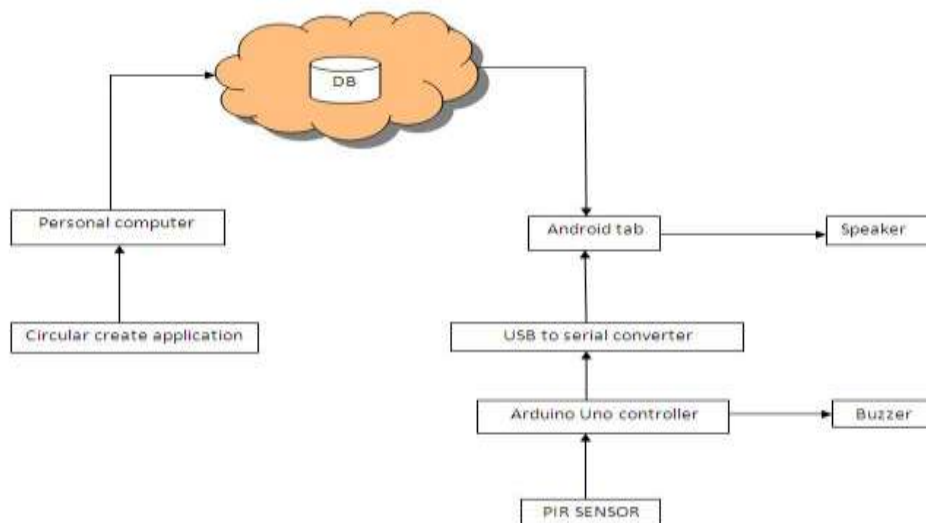 DB
Personal computer
Android tab
Speaker
Circular create application
USB to serial converter
Arduino Uno controller
Buzzer
PIR SENSOR